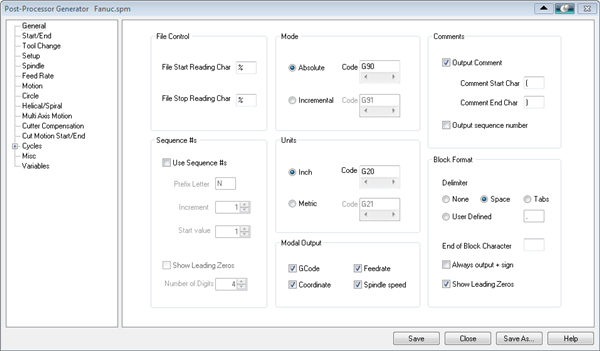 Post-Processor Generator Fanuc.spm
General
Start/End
Tool Change
Setup
Spindle
Feed Rate
Motion
Circle
Helical/Spiral
Multi Axis Motion
Cutter Compensation
Cut Motion Start/End
Cycles
Misc
Variables
File Control
File Start Reading Char %
File Stop Reading Char %
Sequence #s
Use Sequence #s
Prefix Letter N
Increment 1
Start value 1
Show Leading Zeros
Number of Digits 4
Mode
Absolute Code G90
Incremental Code G91
Units
Inch Code G20
Metric Code G21
Modal Output
GCode Feedrate
Coordinate Spindle speed
Comments
Output Comment
Comment Start Char (
Comment End Char )
Output sequence number
Block Format
Delimiter
None Space Tabs
User Defined .
End of Block Character
Always output + sign
Show Leading Zeros
Save Close Save As... Help